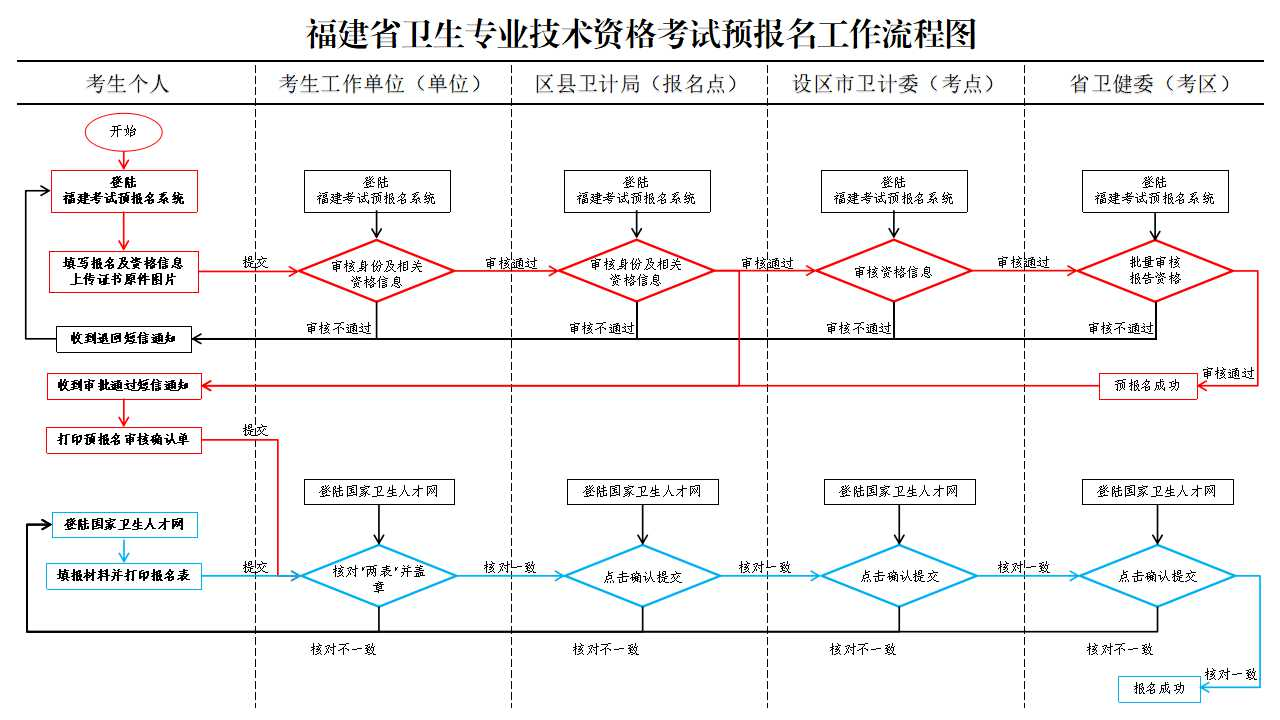 福建省卫生专业技术资格考试预报名工作流程图
考生个人
考生工作单位（单位）
区县卫计局（报名点）
设区市卫计委（考点）
省卫健委（考区）
开始
登陆
福建考试预报名系统
登陆
福建考试预报名系统
登陆
福建考试预报名系统
登陆
福建考试预报名系统
登陆
福建考试预报名系统
填写报名及资格信息
上传证书原件图片
提交
审核身份及相关
资格信息
审核通过
审核身份及相关
资格信息
审核通过
审核资格信息
审核通过
批量审核
报告资格
收到退回短信通知
审核不通过
审核不通过
审核不通过
审核不通过
收到审批通过短信通知
预报名成功
审核通过
打印预报名审核确认单
提交
登陆国家卫生人才网
登陆国家卫生人才网
登陆国家卫生人才网
登陆国家卫生人才网
登陆国家卫生人才网
填报材料并打印报名表
提交
核对'两表'并盖
章
核对一致
点击确认提交
核对一致
点击确认提交
核对一致
点击确认提交
核对不一致
核对不一致
核对不一致
核对不一致
核对一致
报名成功